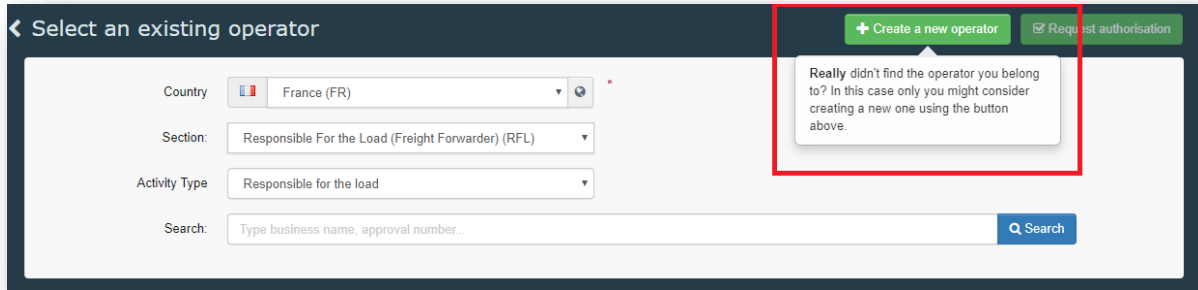 Select an existing operator
+ Create a new operator
Request authorisation
Really didn't find the operator you belong
to? In this case only you might consider
creating a new one using the button
above.
Country
France (FR)
*
Section:
Responsible For the Load (Freight Forwarder) (RFL)
Activity Type
Responsible for the load
Search:
Type business name, approval number...
Search